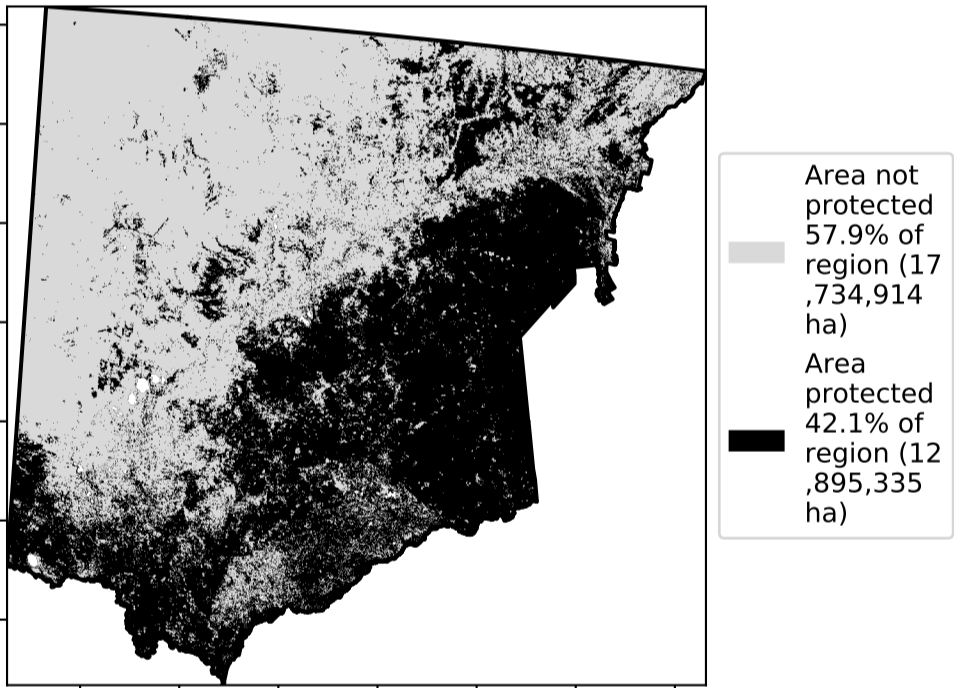 Area not
protected
57.9% of
region (17
,734,914
ha)
Area
protected
42.1% of
region (12
,895,335
ha)